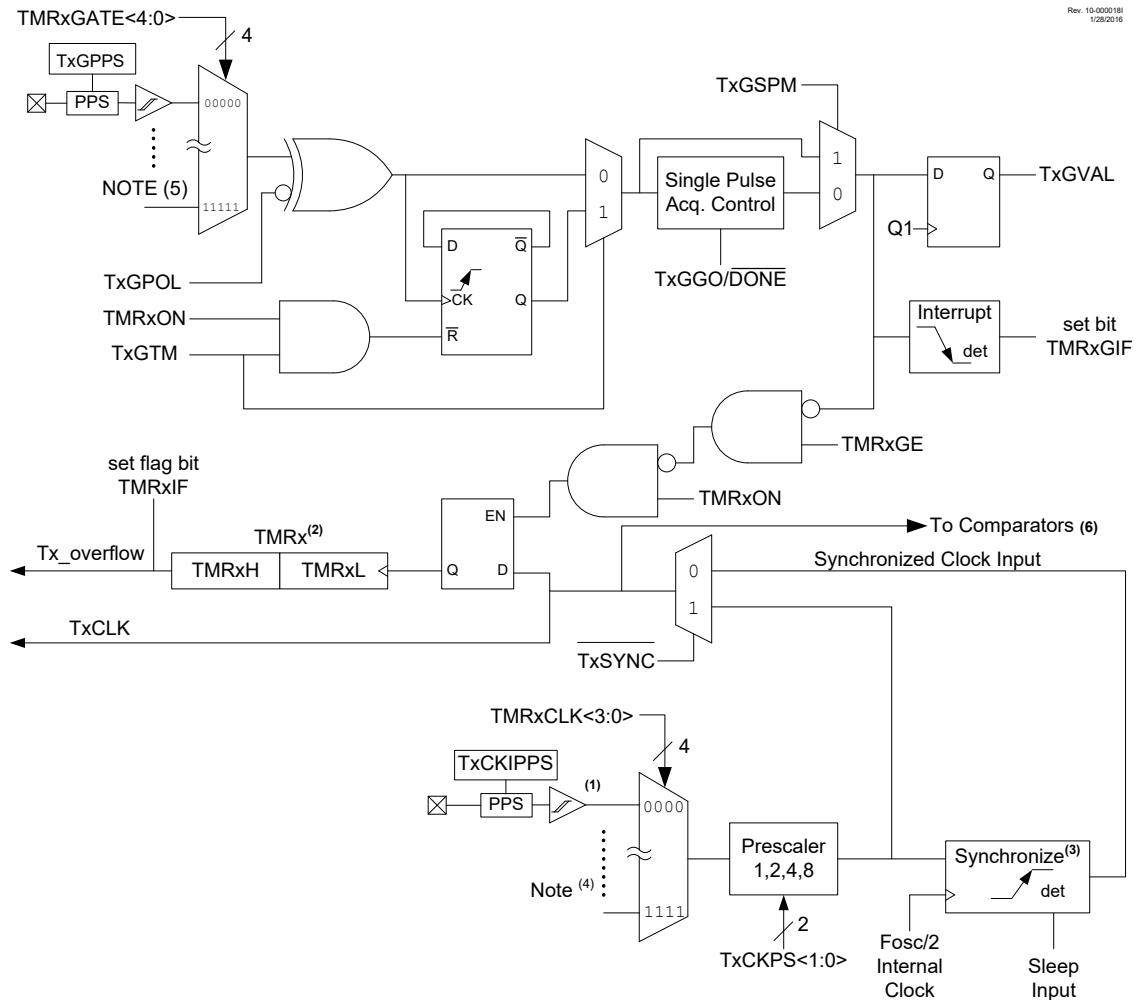 Rev. 10-000018I
1/28/2016
TMRxGATE<4:0>
4
TxGPPS
PPS
00000
NOTE (5)
11111
TxGPOL
TMRxON
TxGTM
D
Q
CK
Q
R
0
1
Single Pulse
Acq. Control
TxGGO/DONE
TxGSPM
1
0
D
Q
Q1
TxGVAL
Interrupt
det
set bit
TMRxGIF
TMRxGE
TMRxON
set flag bit
TMRxIF
Tx_overflow
TMRx(2)
TMRxH
TMRxL
EN
Q
D
TxCLK
To Comparators (6)
0
1
Synchronized Clock Input
TxSYNC
TMRxCLK<3:0>
4
TxCKIPPS
PPS
(1)
0000
Note (4)
1111
Prescaler
1,2,4,8
2
TxCKPS<1:0>
Synchronize(3)
det
Fosc/2
Internal
Clock
Sleep
Input